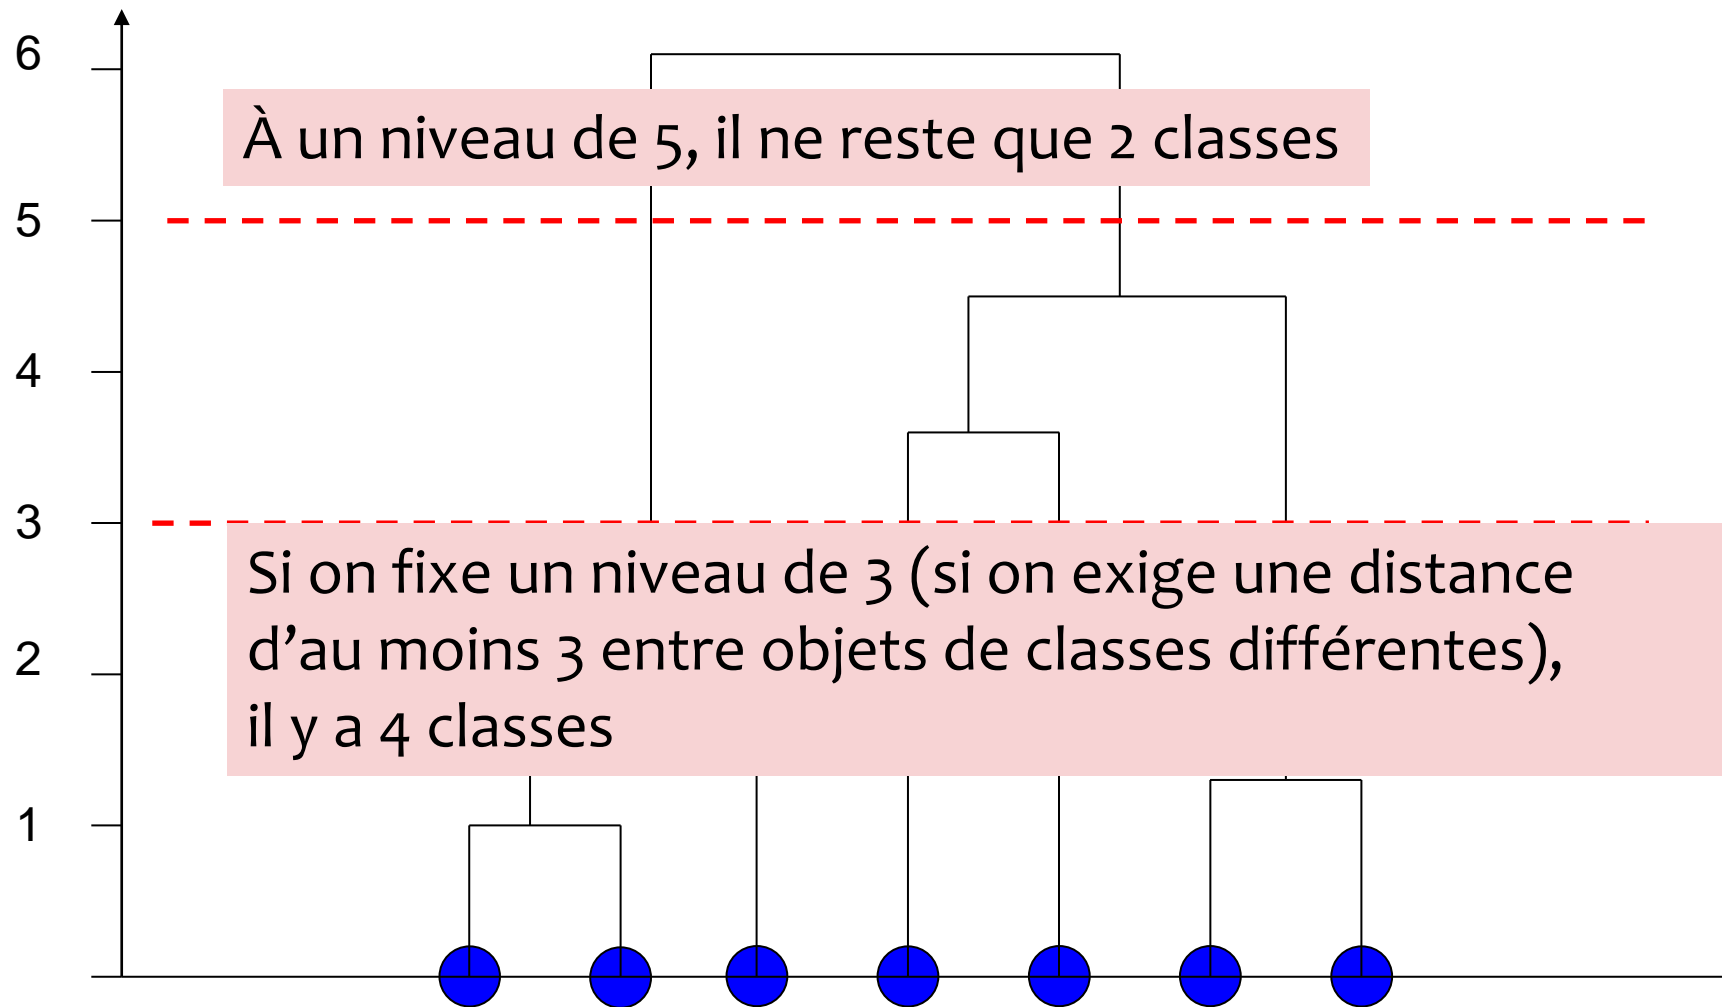 6
À un niveau de 5, il ne reste que 2 classes
5
4
3
Si on fixe un niveau de 3 (si on exige une distance
d’au moins 3 entre objets de classes différentes),
2
il y a 4 classes
1